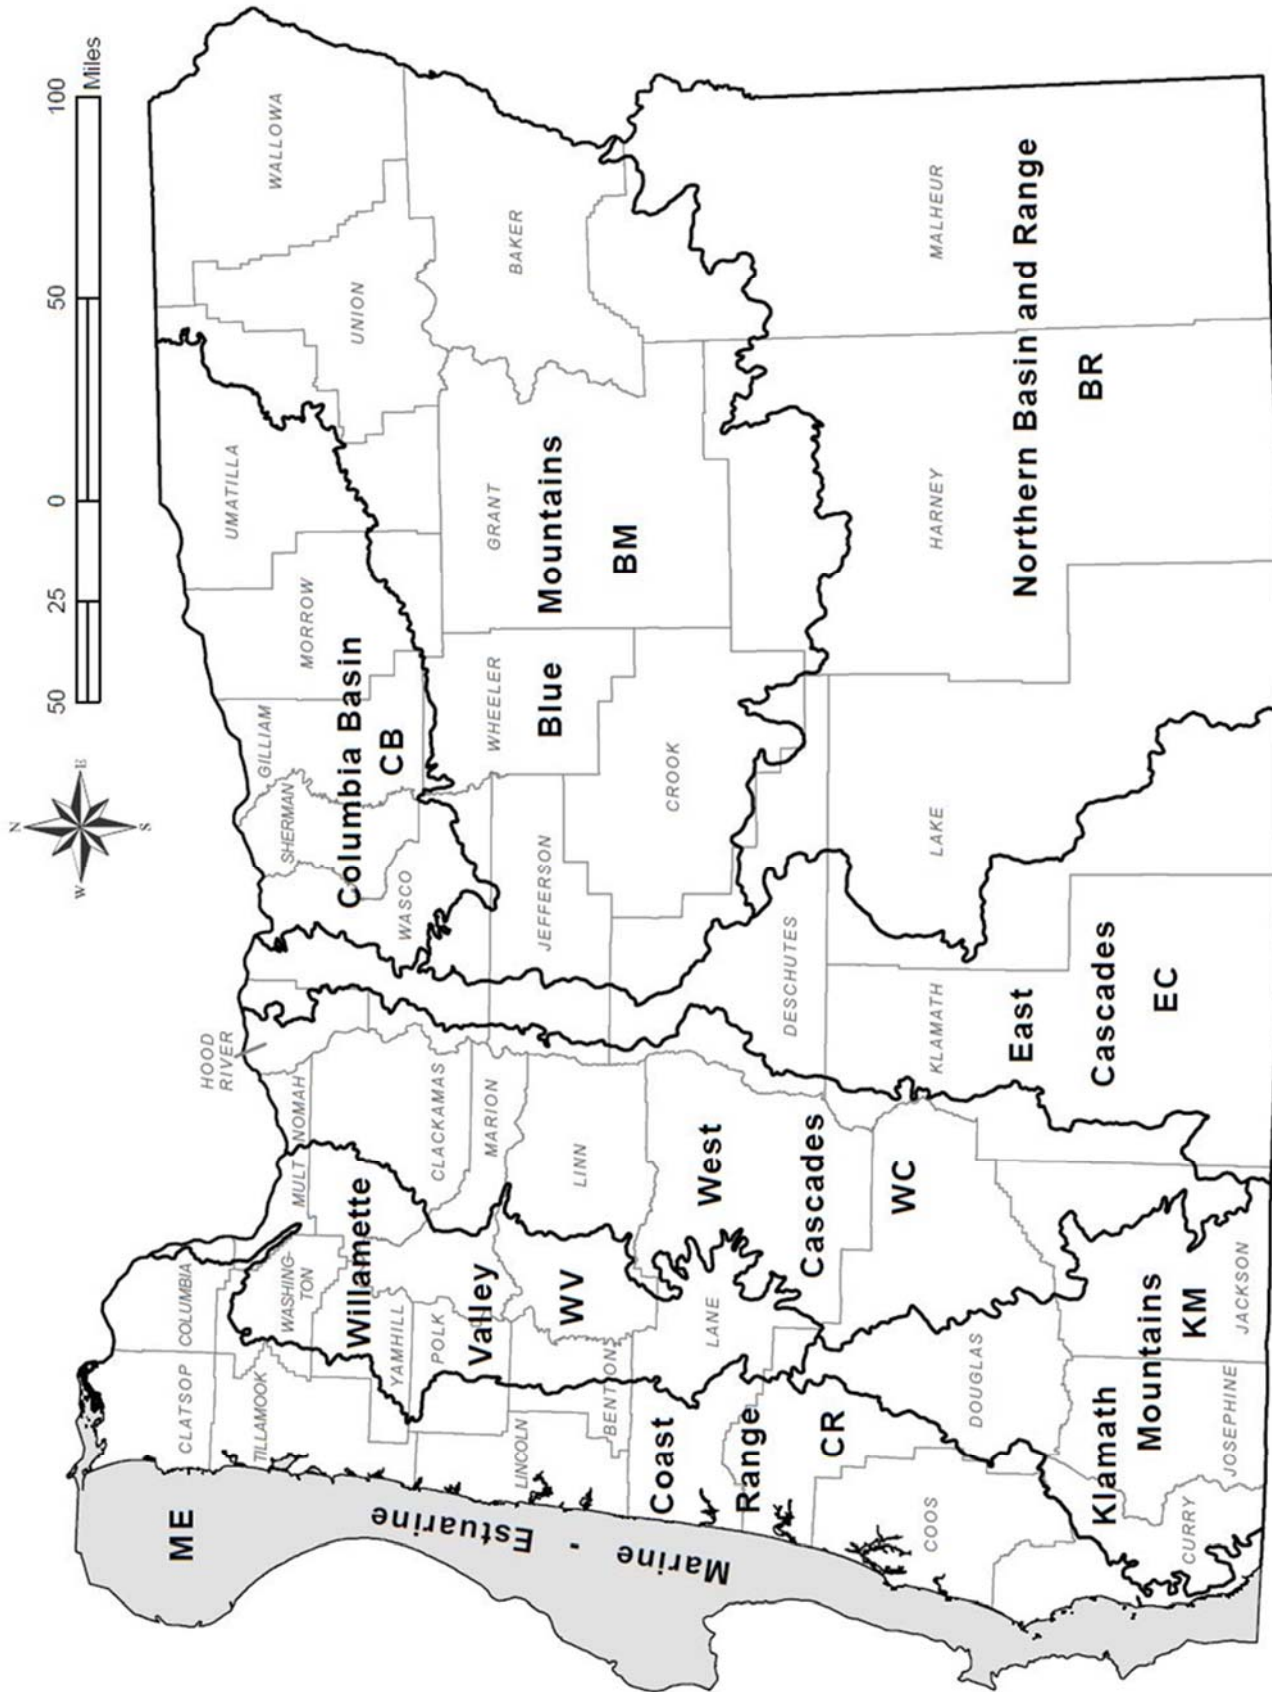 N
W
E
S
50
25
0
50
100
Miles
ME
Marine - Estuarine
CLATSOP
COLUMBIA
TILLAMOOK
WASHING-
TON
MULT NOMAH
HOOD
RIVER
SHERMAN
GILLIAM
MORROW
UMATILLA
UNION
WALLOWA
Columbia Basin
CB
WASCO
Willamette
Valley
WV
YAMHILL
POLK
CLACKAMAS
MARION
LINCOLN
BENTON
LINN
JEFFERSON
WHEELER
GRANT
BAKER
Blue Mountains
BM
CROOK
Coast
Range
CR
LANE
West
Cascades
WC
DESCHUTES
COOS
DOUGLAS
KLAMATH
LAKE
HARNEY
MALHEUR
Northern Basin and Range
BR
East
Cascades
EC
Klamath
Mountains
KM
CURRY
JOSEPHINE
JACKSON